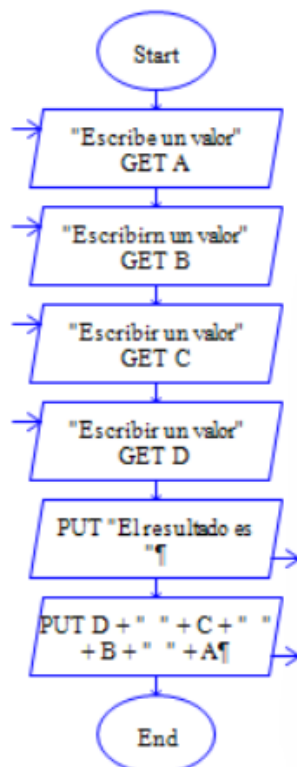 Start
"Escribe un valor"
GET A
"Escribirn un valor"
GET B
"Escribir un valor"
GET C
"Escribir un valor"
GET D
PUT "El resultado es
"¶
PUT D + "  " + C + "  "
+ B + "  " + A¶
End